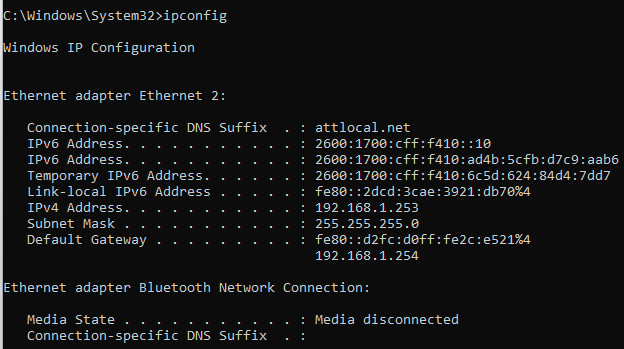 C:\Windows\System32>ipconfig
Windows IP Configuration
Ethernet adapter Ethernet 2:
Connection-specific DNS Suffix  . : attlocal.net
IPv6 Address. . . . . . . . . . . : 2600:1700:cff:f410::10
IPv6 Address. . . . . . . . . . . : 2600:1700:cff:f410:ad4b:5cfb:d7c9:aab6
Temporary IPv6 Address. . . . . . : 2600:1700:cff:f410:6c5d:624:84d4:7dd7
Link-local IPv6 Address . . . . . : fe80::2dcd:3cae:3921:db70%4
IPv4 Address. . . . . . . . . . . : 192.168.1.253
Subnet Mask . . . . . . . . . . . : 255.255.255.0
Default Gateway . . . . . . . . . : fe80::d2fc:d0ff:fe2c:e521%4
192.168.1.254
Ethernet adapter Bluetooth Network Connection:
Media State . . . . . . . . . . . : Media disconnected
Connection-specific DNS Suffix  . :